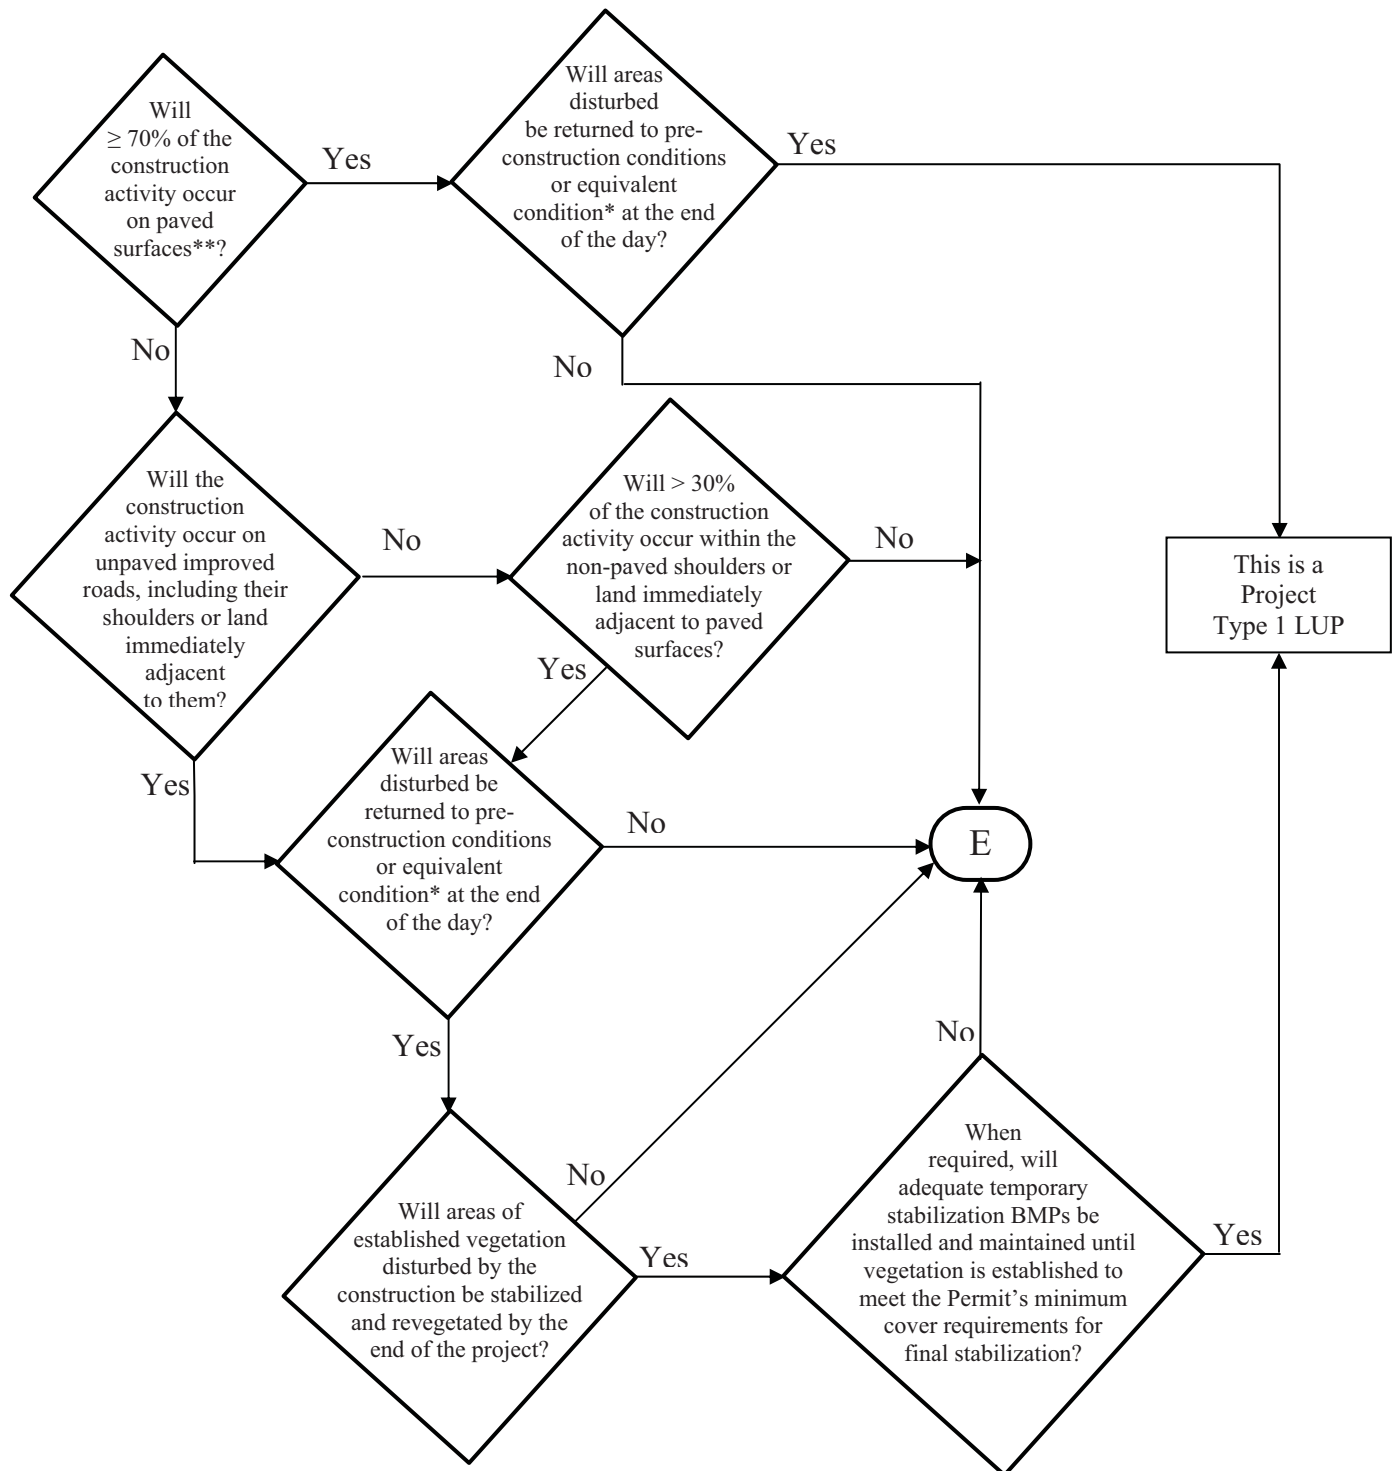 Will
≥ 70% of the
construction
activity occur
on paved
surfaces**?
Yes
Will areas
disturbed
be returned to pre-
construction conditions
or equivalent
condition* at the end
of the day?
Yes
No
No
Will the
construction
activity occur on
unpaved improved
roads, including their
shoulders or land
immediately
adjacent
to them?
No
Will > 30%
of the construction
activity occur within the
non-paved shoulders or
land immediately
adjacent to paved
surfaces?
No
This is a
Project
Type 1 LUP
Yes
Yes
Will areas
disturbed be
returned to pre-
construction conditions
or equivalent
condition* at the end
of the day?
No
E
Yes
No
Will areas of
established vegetation
disturbed by the
construction be stabilized
and revegetated by the
end of the project?
No
Yes
When
required, will
adequate temporary
stabilization BMPs be
installed and maintained until
vegetation is established to
meet the Permit’s minimum
cover requirements for
final stabilization?
Yes